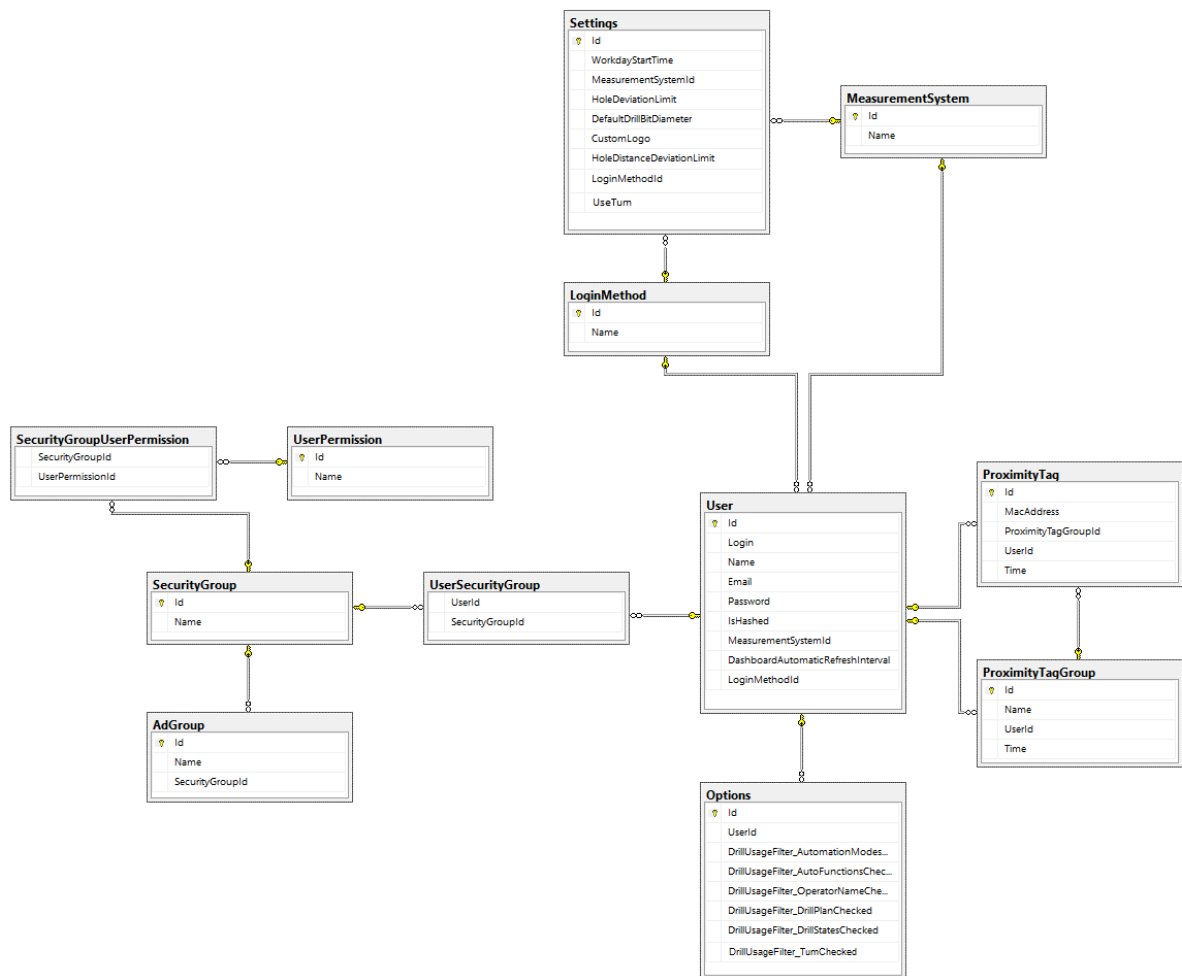 Settings
Id
WorkdayStartTime
MeasurementSystemId
HoleDeviationLimit
DefaultDrillBitDiameter
CustomLogo
HoleDistanceDeviationLimit
LoginMethodId
UseTum
MeasurementSystem
Id
Name
LoginMethod
Id
Name
SecurityGroupUserPermission
SecurityGroupId
UserPermissionId
UserPermission
Id
Name
SecurityGroup
Id
Name
UserSecurityGroup
UserId
SecurityGroupId
AdGroup
Id
Name
SecurityGroupId
User
Id
Login
Name
Email
Password
IsHashed
MeasurementSystemId
DashboardAutomaticRefreshInterval
LoginMethodId
ProximityTag
Id
MacAddress
ProximityTagGroupId
UserId
Time
ProximityTagGroup
Id
Name
UserId
Time
Options
Id
UserId
DrillUsageFilter_AutomationModes...
DrillUsageFilter_AutoFunctionsChec...
DrillUsageFilter_OperatorNameChe...
DrillUsageFilter_DrillPlanChecked
DrillUsageFilter_DrillStatesChecked
DrillUsageFilter_TumChecked